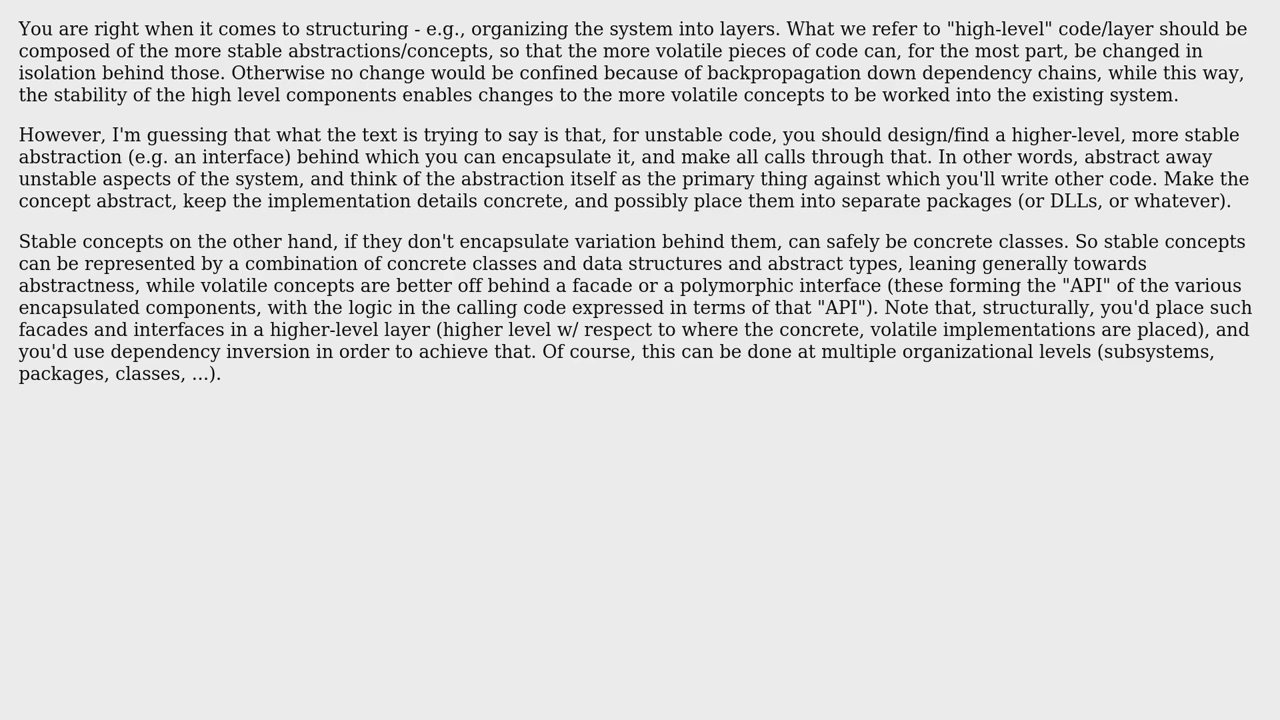 You are right when it comes to structuring - e.g., organizing the system into layers. What we refer to "high-level" code/layer should be
composed of the more stable abstractions/concepts, so that the more volatile pieces of code can, for the most part, be changed in
isolation behind those. Otherwise no change would be confined because of backpropagation down dependency chains, while this way,
the stability of the high level components enables changes to the more volatile concepts to be worked into the existing system.
However, I'm guessing that what the text is trying to say is that, for unstable code, you should design/find a higher-level, more stable
abstraction (e.g. an interface) behind which you can encapsulate it, and make all calls through that. In other words, abstract away
unstable aspects of the system, and think of the abstraction itself as the primary thing against which you'll write other code. Make the
concept abstract, keep the implementation details concrete, and possibly place them into separate packages (or DLLs, or whatever).
Stable concepts on the other hand, if they don't encapsulate variation behind them, can safely be concrete classes. So stable concepts
can be represented by a combination of concrete classes and data structures and abstract types, leaning generally towards
abstractness, while volatile concepts are better off behind a facade or a polymorphic interface (these forming the "API" of the various
encapsulated components, with the logic in the calling code expressed in terms of that "API"). Note that, structurally, you'd place such
facades and interfaces in a higher-level layer (higher level w/ respect to where the concrete, volatile implementations are placed), and
you'd use dependency inversion in order to achieve that. Of course, this can be done at multiple organizational levels (subsystems,
packages, classes, ...).